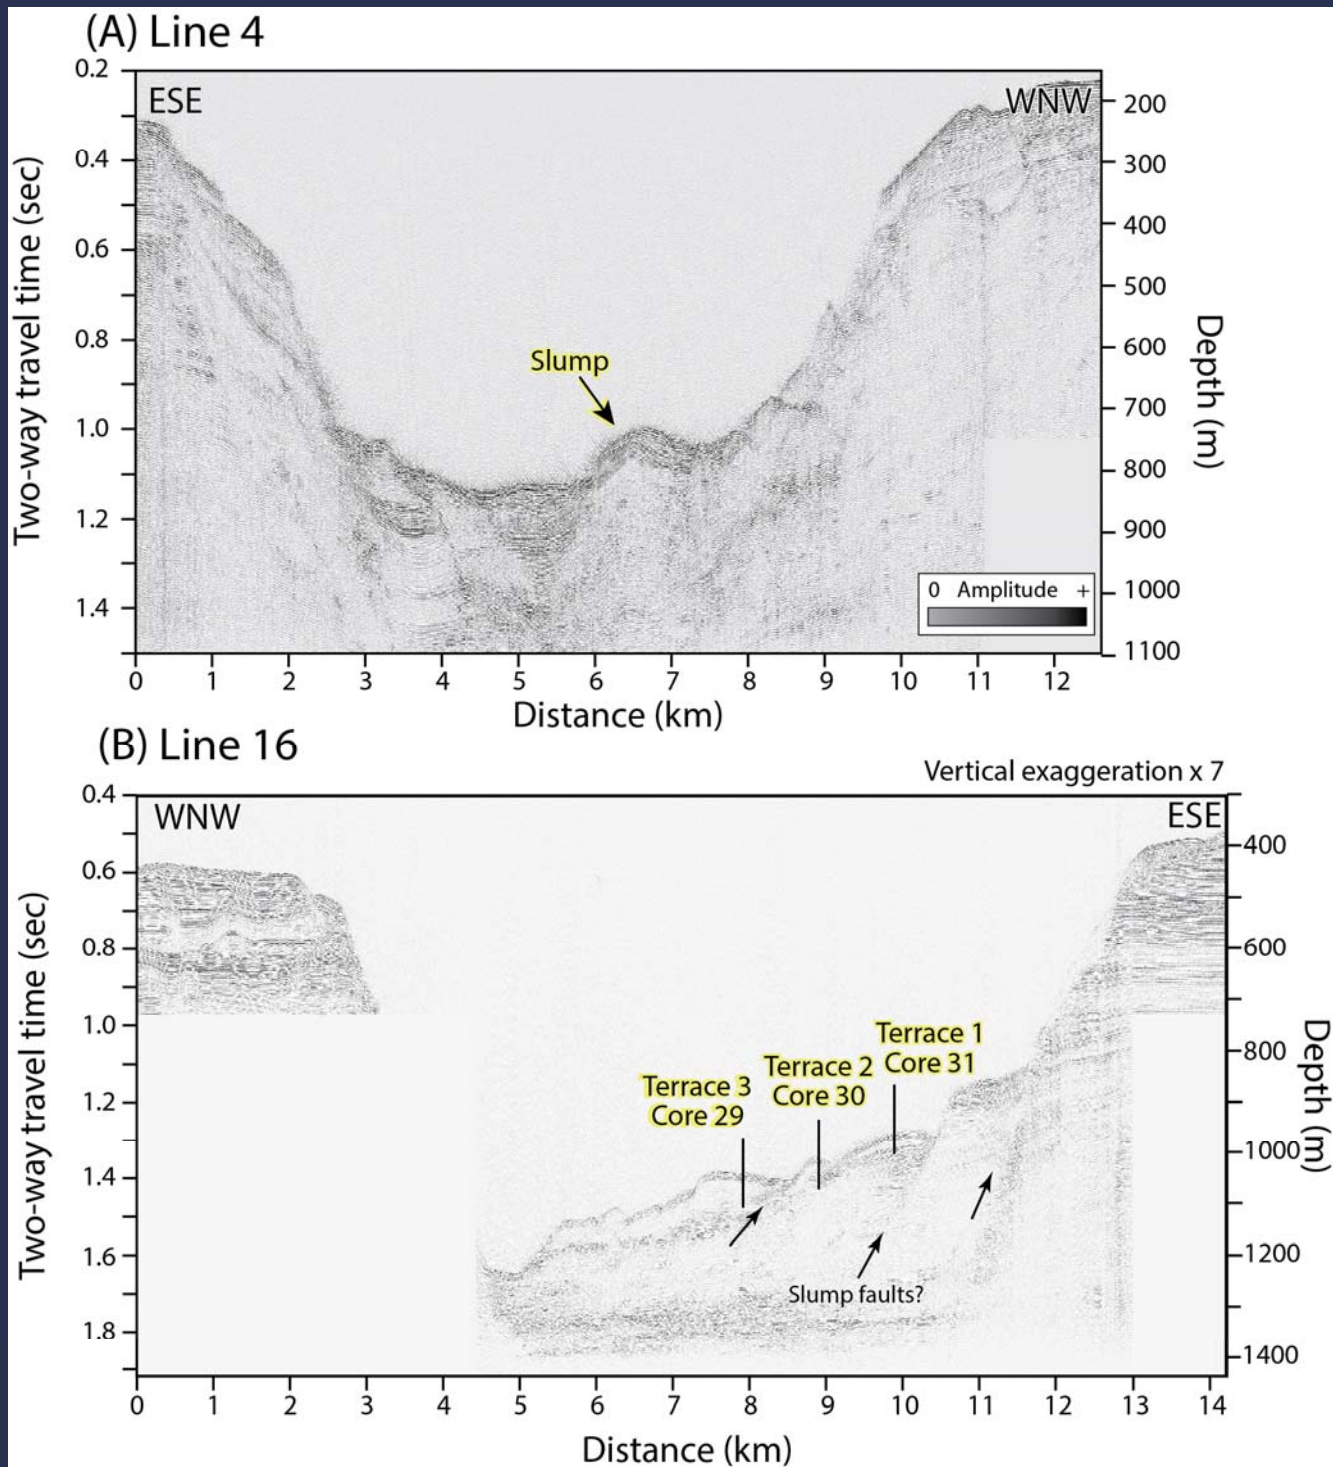 (A) Line 4
ESE
WNW
Two-way travel time (sec)
0.2
0.4
0.6
0.8
1.0
1.2
1.4
Slump
200
300
400
500
600
700
800
900
1000
1100
Depth (m)
0 Amplitude +
0 1 2 3 4 5 6 7 8 9 10 11 12
Distance (km)
(B) Line 16
Vertical exaggeration x 7
WNW
ESE
Two-way travel time (sec)
0.4
0.6
0.8
1.0
1.2
1.4
1.6
1.8
Terrace 1
Core 31
Terrace 2
Core 30
Terrace 3
Core 29
Slump faults?
400
600
800
1000
1200
1400
Depth (m)
0 1 2 3 4 5 6 7 8 9 10 11 12 13 14
Distance (km)